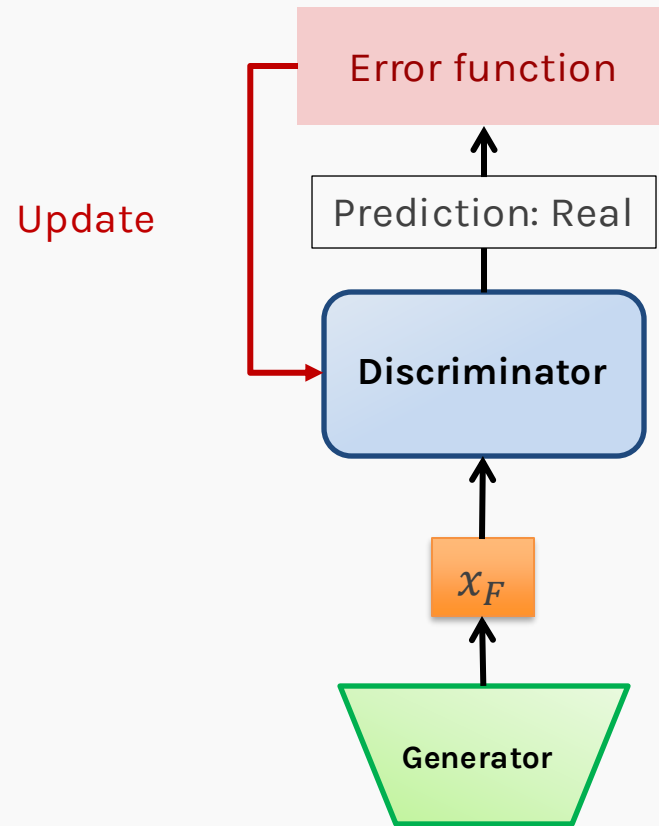 Error function
Update
Prediction: Real
Discriminator
x_F
Generator